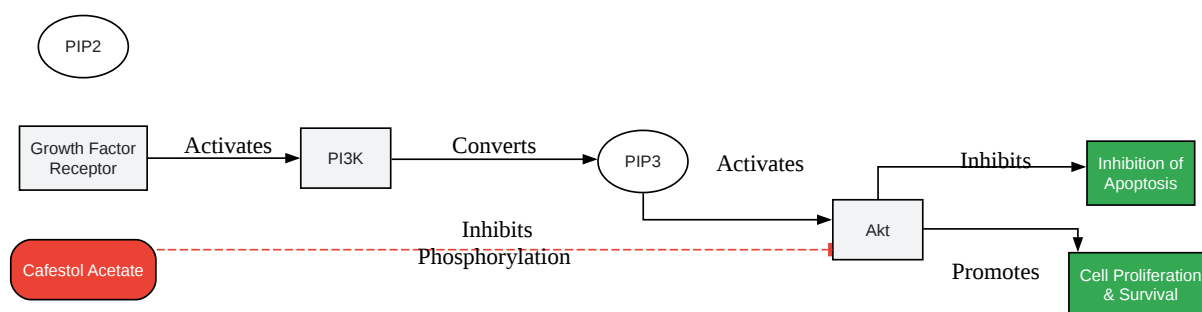 PIP2
Growth Factor
Receptor
Activates
PI3K
Converts
PIP3
Activates
Inhibits
Inhibition of
Apoptosis
Cafestol Acetate
Inhibits
Phosphorylation
Akt
Promotes
Cell Proliferation
& Survival